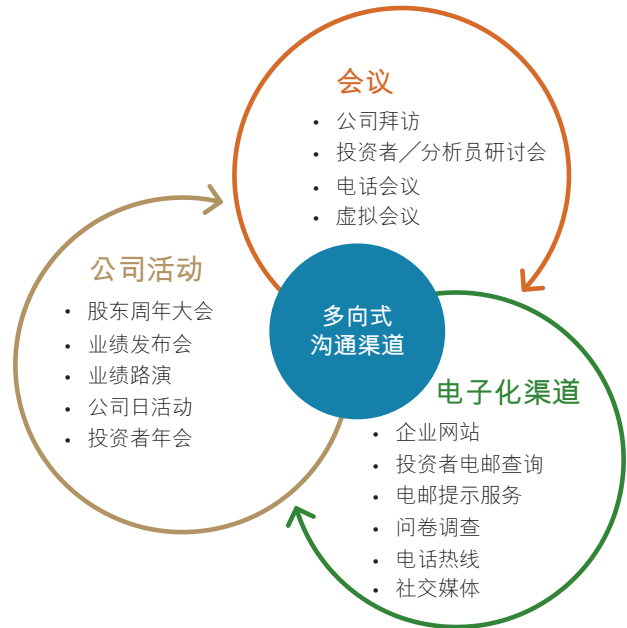 会议
• 公司拜访
• 投资者／分析员研讨会
• 电话会议
• 虚拟会议
公司活动
• 股东周年大会
• 业绩发布会
• 业绩路演
• 公司日活动
• 投资者年会
多向式
沟通渠道
电子化渠道
• 企业网站
• 投资者电邮查询
• 电邮提示服务
• 问卷调查
• 电话热线
• 社交媒体